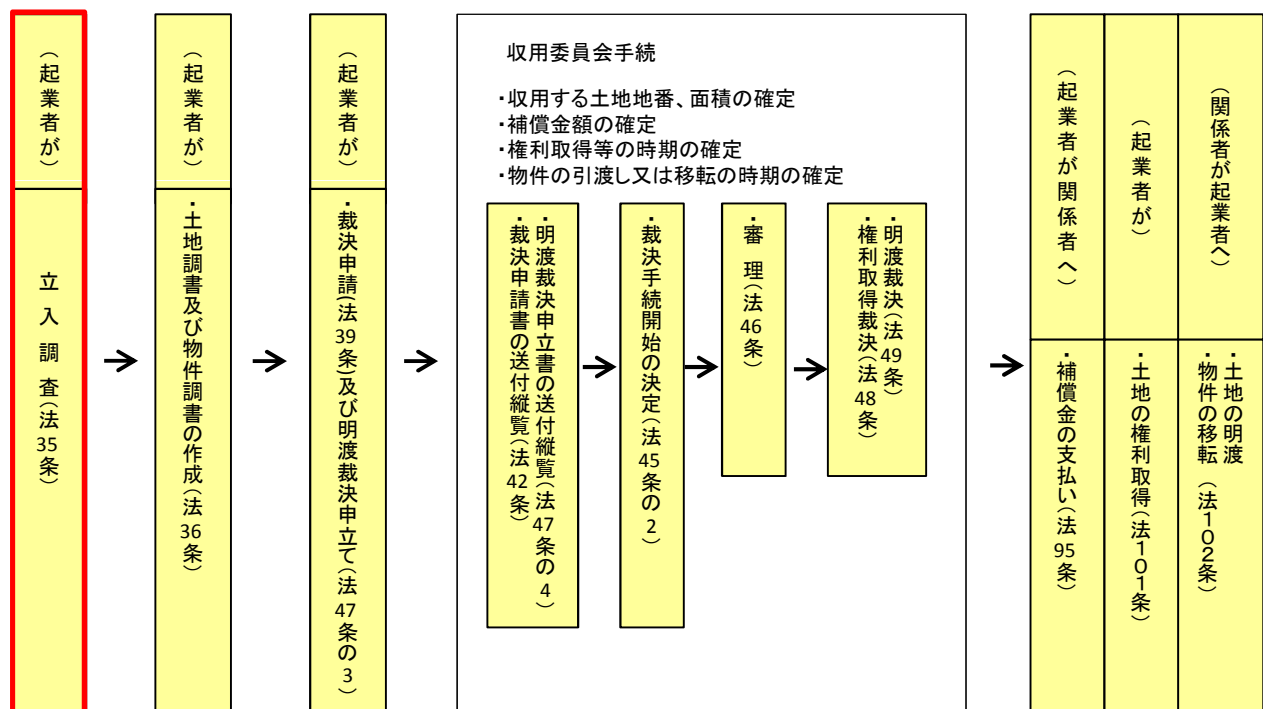 （起業者が）
立入調査（法35条）
（起業者が）
・土地調書及び物件調書の作成（法36条）
（起業者が）
・裁決申請（法39条）及び明渡裁決申立て（法47条の3）
収用委員会手続
・収用する土地地番、面積の確定
・補償金額の確定
・権利取得等の時期の確定
・物件の引渡し又は移転の時期の確定
・明渡裁決申立書の送付縦覧（法47条の4）
・裁決申請書の送付縦覧（法42条）
・裁決手続開始の決定（法45条の2）
・審理（法46条）
・明渡裁決（法49条）
・権利取得裁決（法48条）
（起業者が関係者へ）
・補償金の支払い（法95条）
（起業者が）
・土地の権利取得（法１０１条）
（関係者が起業者へ）
・土地の明渡
・物件の移転（法１０２条）